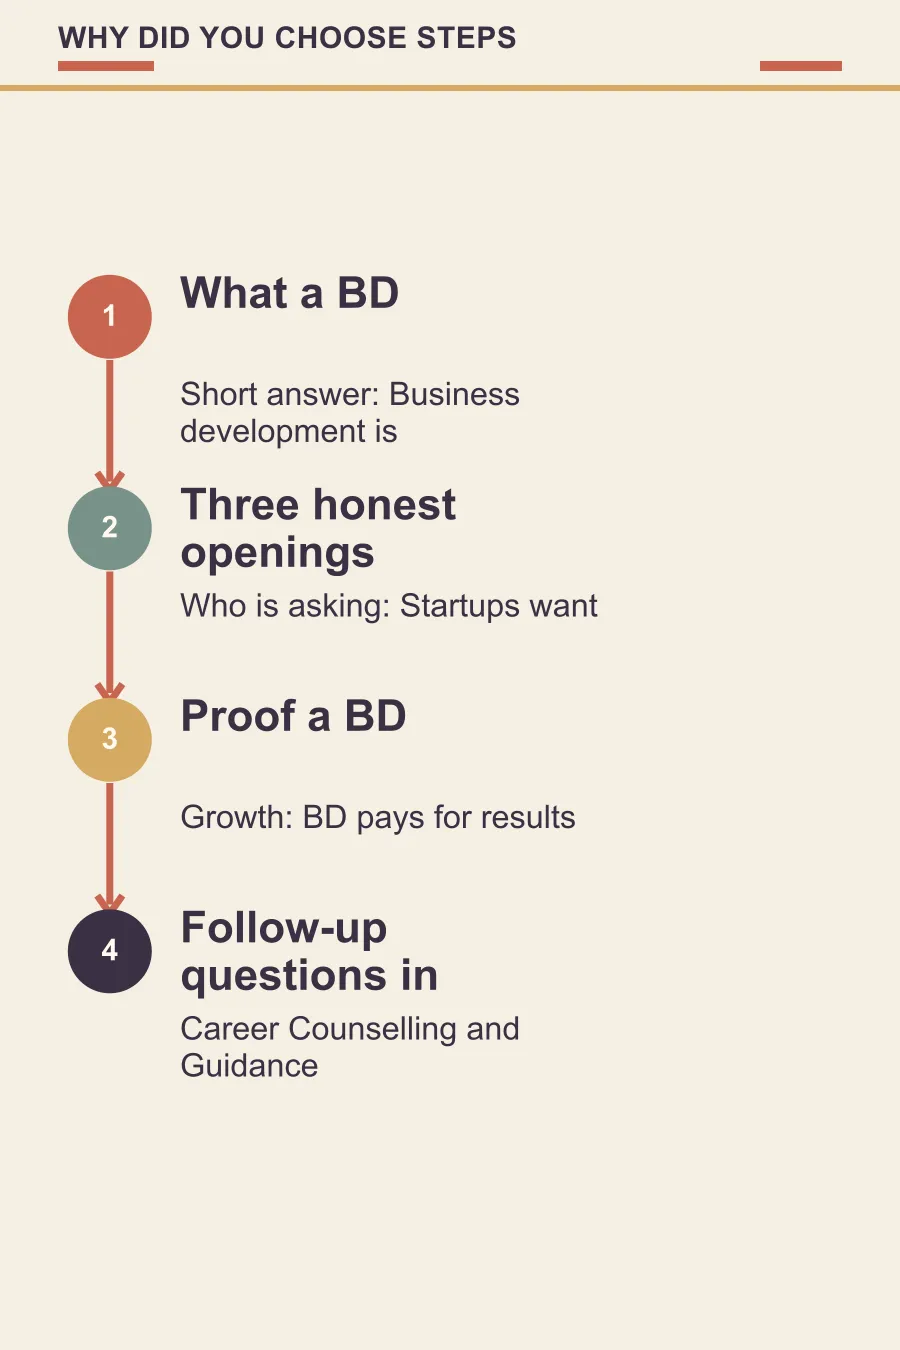 WHY DID YOU CHOOSE STEPS
1
What a BD
Short answer: Business
development is
2
Three honest
openings
Who is asking: Startups want
3
Proof a BD
Growth: BD pays for results
4
Follow-up
questions in
Career Counselling and
Guidance